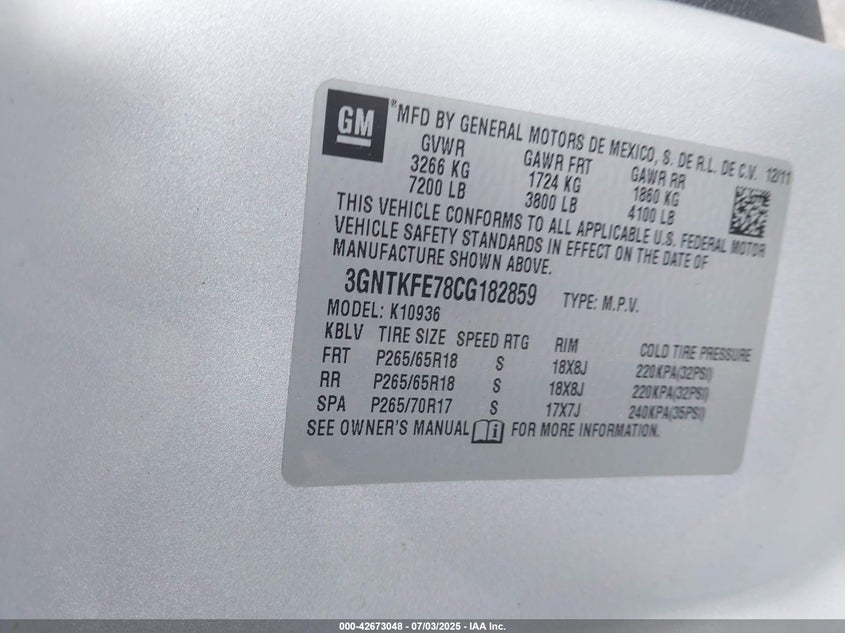 GM ® MFD BY GENERAL MOTORS DE MEXICO, S. DE R.L. DE C.V. 12/11
GVWR GAWR FRT GAWR RR
3266 KG 1724 KG 1860 KG
7200 LB 3800 LB 4100 LB
THIS VEHICLE CONFORMS TO ALL APPLICABLE U.S. FEDERAL MOTOR
VEHICLE SAFETY STANDARDS IN EFFECT ON THE DATE OF
MANUFACTURE SHOWN ABOVE.
3GNTKFE78CG182859 TYPE: M.P.V.
MODEL: K10936
KBLV TIRE SIZE SPEED RTG RIM COLD TIRE PRESSURE
FRT P265/65R18 S 18X8J 220KPA(32PSI)
RR P265/65R18 S 18X8J 220KPA(32PSI)
SPA P265/70R17 S 17X7J 240KPA(35PSI)
SEE OWNER'S MANUAL FOR MORE INFORMATION.
000-42673048 - 07/03/2025 - IAA Inc.